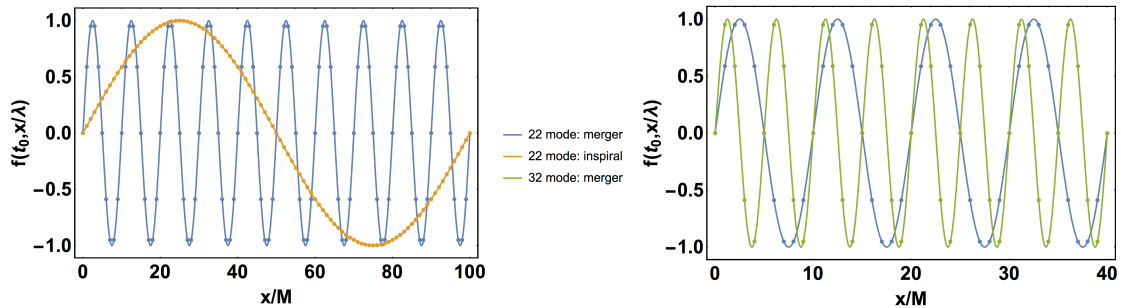 1.0
0.5
0.0
−0.5
−1.0
f(t₀,x/λ)
0 20 40 60 80 100
x/M
22 mode: merger
22 mode: inspiral
32 mode: merger
1.0
0.5
0.0
−0.5
−1.0
f(t₀,x/λ)
0 10 20 30 40
x/M